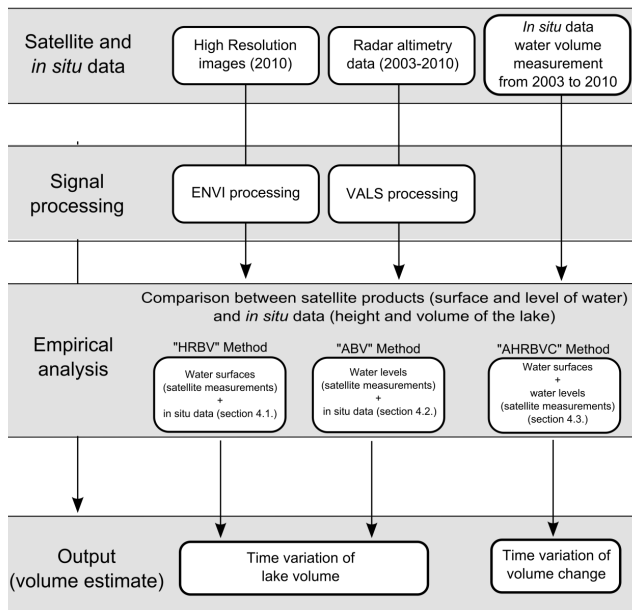 Satellite and
in situ data
High Resolution
images (2010)
Radar altimetry
data (2003-2010)
In situ data
water volume
measurement
from 2003 to 2010
Signal
processing
ENVI processing
VALS processing
Empirical
analysis
Comparison between satellite products (surface and level of water)
and in situ data (height and volume of the lake)
"HRBV" Method
Water surfaces
(satellite measurements)
+
in situ data (section 4.1.)
"ABV" Method
Water levels
(satellite measurements)
+
in situ data (section 4.2.)
"AHRBVC" Method
Water surfaces
+
water levels
(satellite measurements)
(section 4.3.)
Output
(volume estimate)
Time variation of
lake volume
Time variation of
volume change